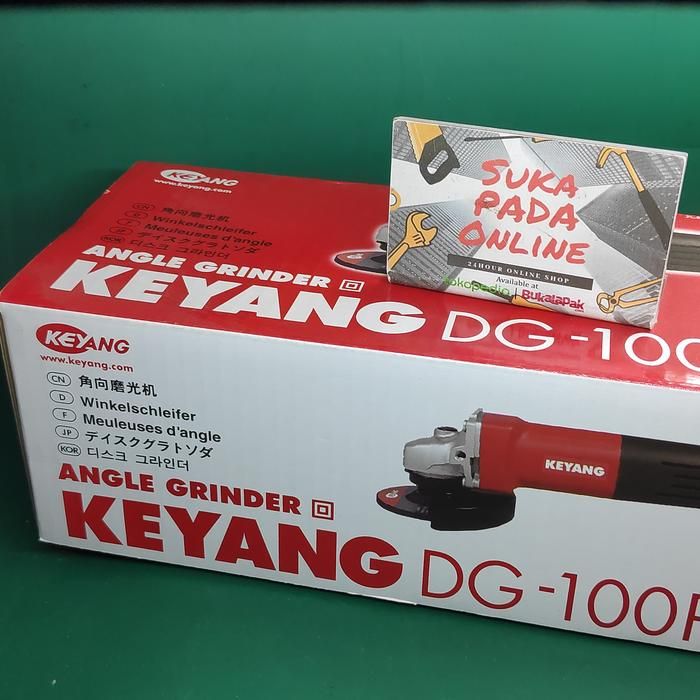 KEYANG
www.keyang.com
CN 角向磨光机
D Winkelschleifer
F Meuleuses d'angle
JP ディスクグラトソダ
KOR 디스크 그라인더
ANGLE GRINDER
KEYANG DG-100
SUKA
PADA
ONLINE
24HOUR ONLINE SHOP
Available at
tokopedia | Bukalapak
KEYANG
www.keyang.com
CN 角向磨光机
D Winkelschleifer
F Meuleuses d'angle
JP ディスクグラトソダ
KOR 디스크 그라인더
ANGLE GRINDER
KEYANG DG-100F
KEYANG